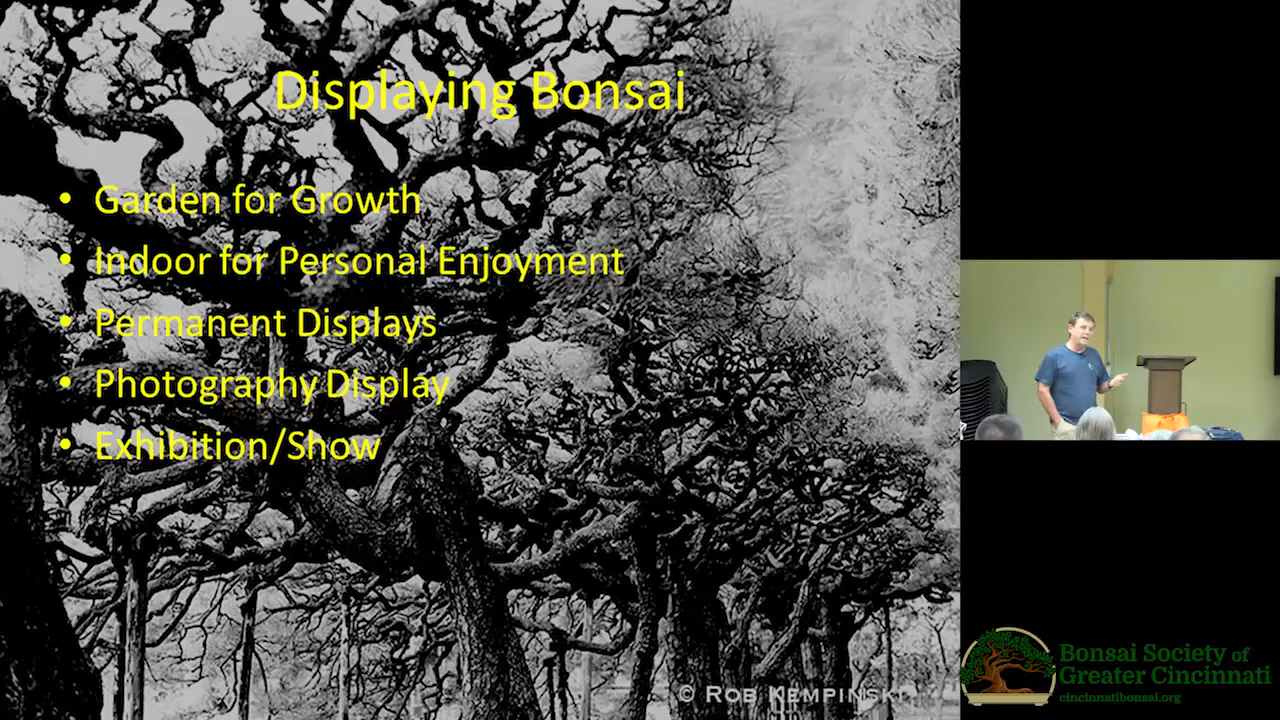 Displaying Bonsai
• Garden for Growth
• Indoor for Personal Enjoyment
• Permanent Displays
• Photography Display
• Exhibition/Show
© ROB KEMPINSKI
Bonsai Society of
Greater Cincinnati
cincinnatibonsai.org